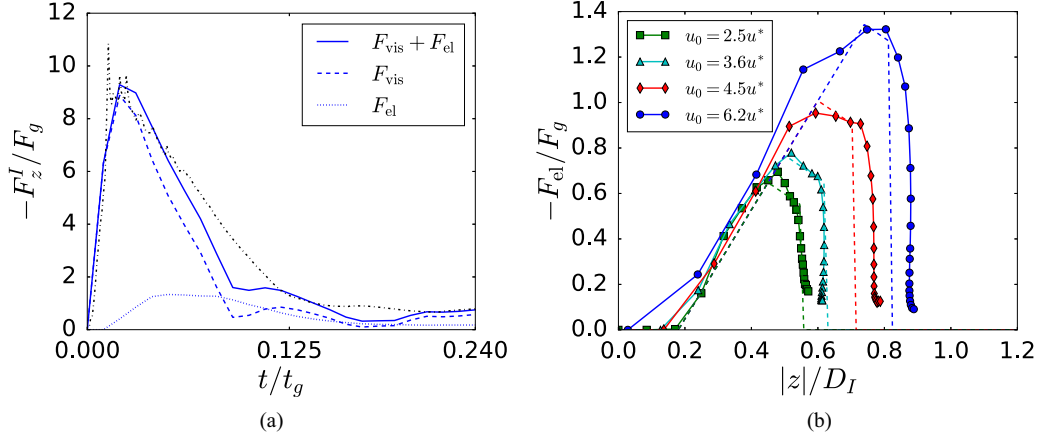 (a)
12
10
8
6
4
2
0
−F_z^I/F_g
F_vis + F_el
F_vis
F_el
0.000 0.125 0.240
t/t_g
(a)
(b)
1.4
1.2
1.0
0.8
0.6
0.4
0.2
0.0
−F_el/F_g
u_0 = 2.5u*
u_0 = 3.6u*
u_0 = 4.5u*
u_0 = 6.2u*
0.0 0.2 0.4 0.6 0.8 1.0 1.2
|z|/D_I
(b)